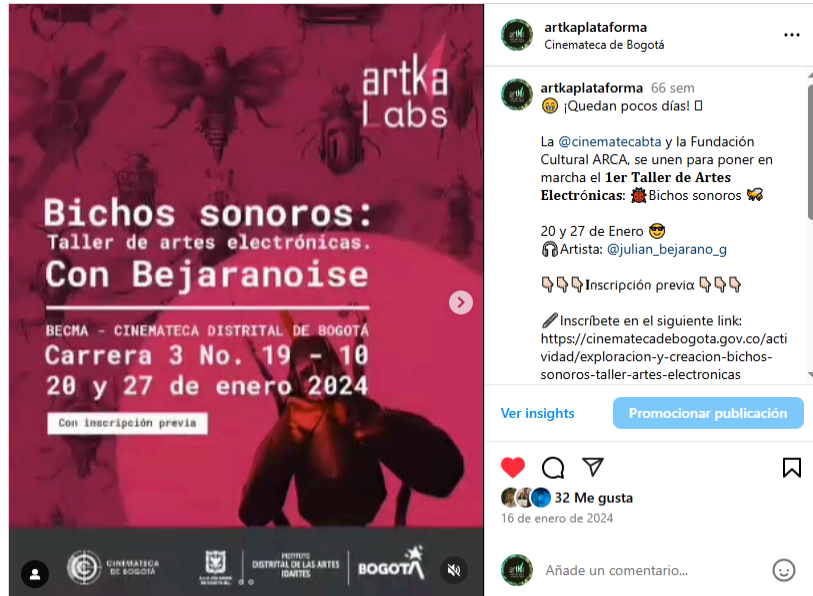 artka
Labs
Bichos sonoros:
Taller de artes electrónicas.
Con Bejaranoise
BECMA - CINEMATECA DISTRITAL DE BOGOTÁ
Carrera 3 No. 19 - 10
20 y 27 de enero 2024
Con inscripción previa
CINEMATECA
DE BOGOTÁ
INSTITUTO
DISTRITAL DE LAS ARTES
IDARTES
BOGOTÁ
artkaplataforma
Cinemateca de Bogotá
artkaplataforma 66 sem
😁 ¡Quedan pocos días!
La @cinematecabta y la Fundación
Cultural ARCA, se unen para poner en
marcha el 𝟏er Taller de Artes
Electrónicas: 🐞Bichos sonoros 🐝
20 y 27 de Enero 😎
🎧Artista: @julian_bejarano_g
👇🏻👇🏻👇🏻Inscripción previa 👇🏻👇🏻👇🏻
🖊️Inscríbete en el siguiente link:
https://cinematecadebogota.gov.co/acti
vidad/exploracion-y-creacion-bichos-
sonoros-taller-artes-electronicas
Ver insights
Promocionar publicación
32 Me gusta
16 de enero de 2024
Añade un comentario...